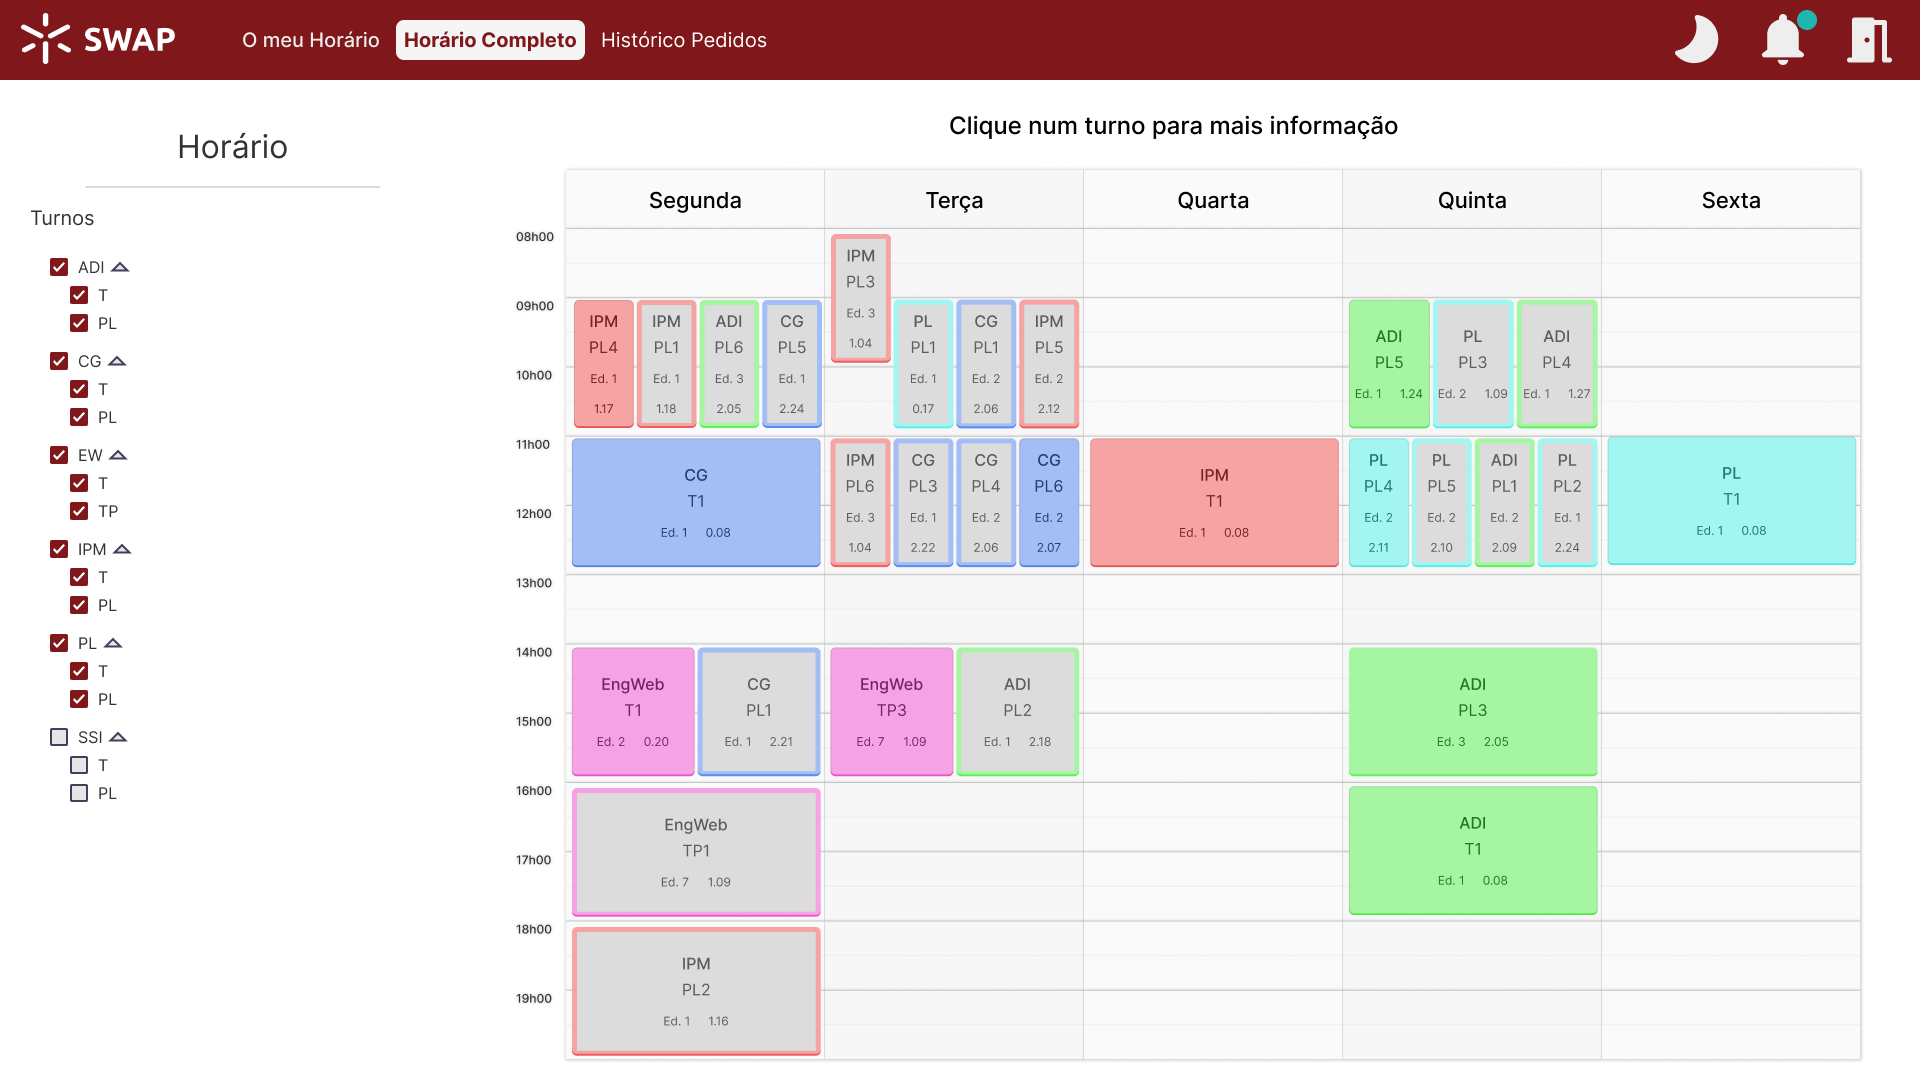 SWAP
O meu Horário
Horário Completo
Histórico Pedidos
Horário
Turnos
ADI
T
PL
CG
T
PL
EW
T
TP
IPM
T
PL
PL
T
PL
SSI
T
PL
Clique num turno para mais informação
Segunda Terça Quarta Quinta Sexta
08h00
09h00
10h00
11h00
12h00
13h00
14h00
15h00
16h00
17h00
18h00
19h00
IPM
PL4
Ed. 1
1.17
IPM
PL1
Ed. 1
1.18
ADI
PL6
Ed. 3
2.05
CG
PL5
Ed. 1
2.24
CG
T1
Ed. 1 0.08
EngWeb
T1
Ed. 2 0.20
CG
PL1
Ed. 1 2.21
EngWeb
TP1
Ed. 7 1.09
IPM
PL2
Ed. 1 1.16
IPM
PL3
Ed. 3
1.04
PL
PL1
Ed. 1
0.17
CG
PL1
Ed. 2
2.06
IPM
PL5
Ed. 2
2.12
IPM
PL6
Ed. 3
1.04
CG
PL3
Ed. 1
2.22
CG
PL4
Ed. 2
2.06
CG
PL6
Ed. 2
2.07
EngWeb
TP3
Ed. 7 1.09
ADI
PL2
Ed. 1 2.18
IPM
T1
Ed. 1 0.08
ADI
PL5
Ed. 1 1.24
PL
PL3
Ed. 2 1.09
ADI
PL4
Ed. 1 1.27
PL
PL4
Ed. 2
2.11
PL
PL5
Ed. 2
2.10
ADI
PL1
Ed. 2
2.09
PL
PL2
Ed. 1
2.24
ADI
PL3
Ed. 3 2.05
ADI
T1
Ed. 1 0.08
PL
T1
Ed. 1 0.08